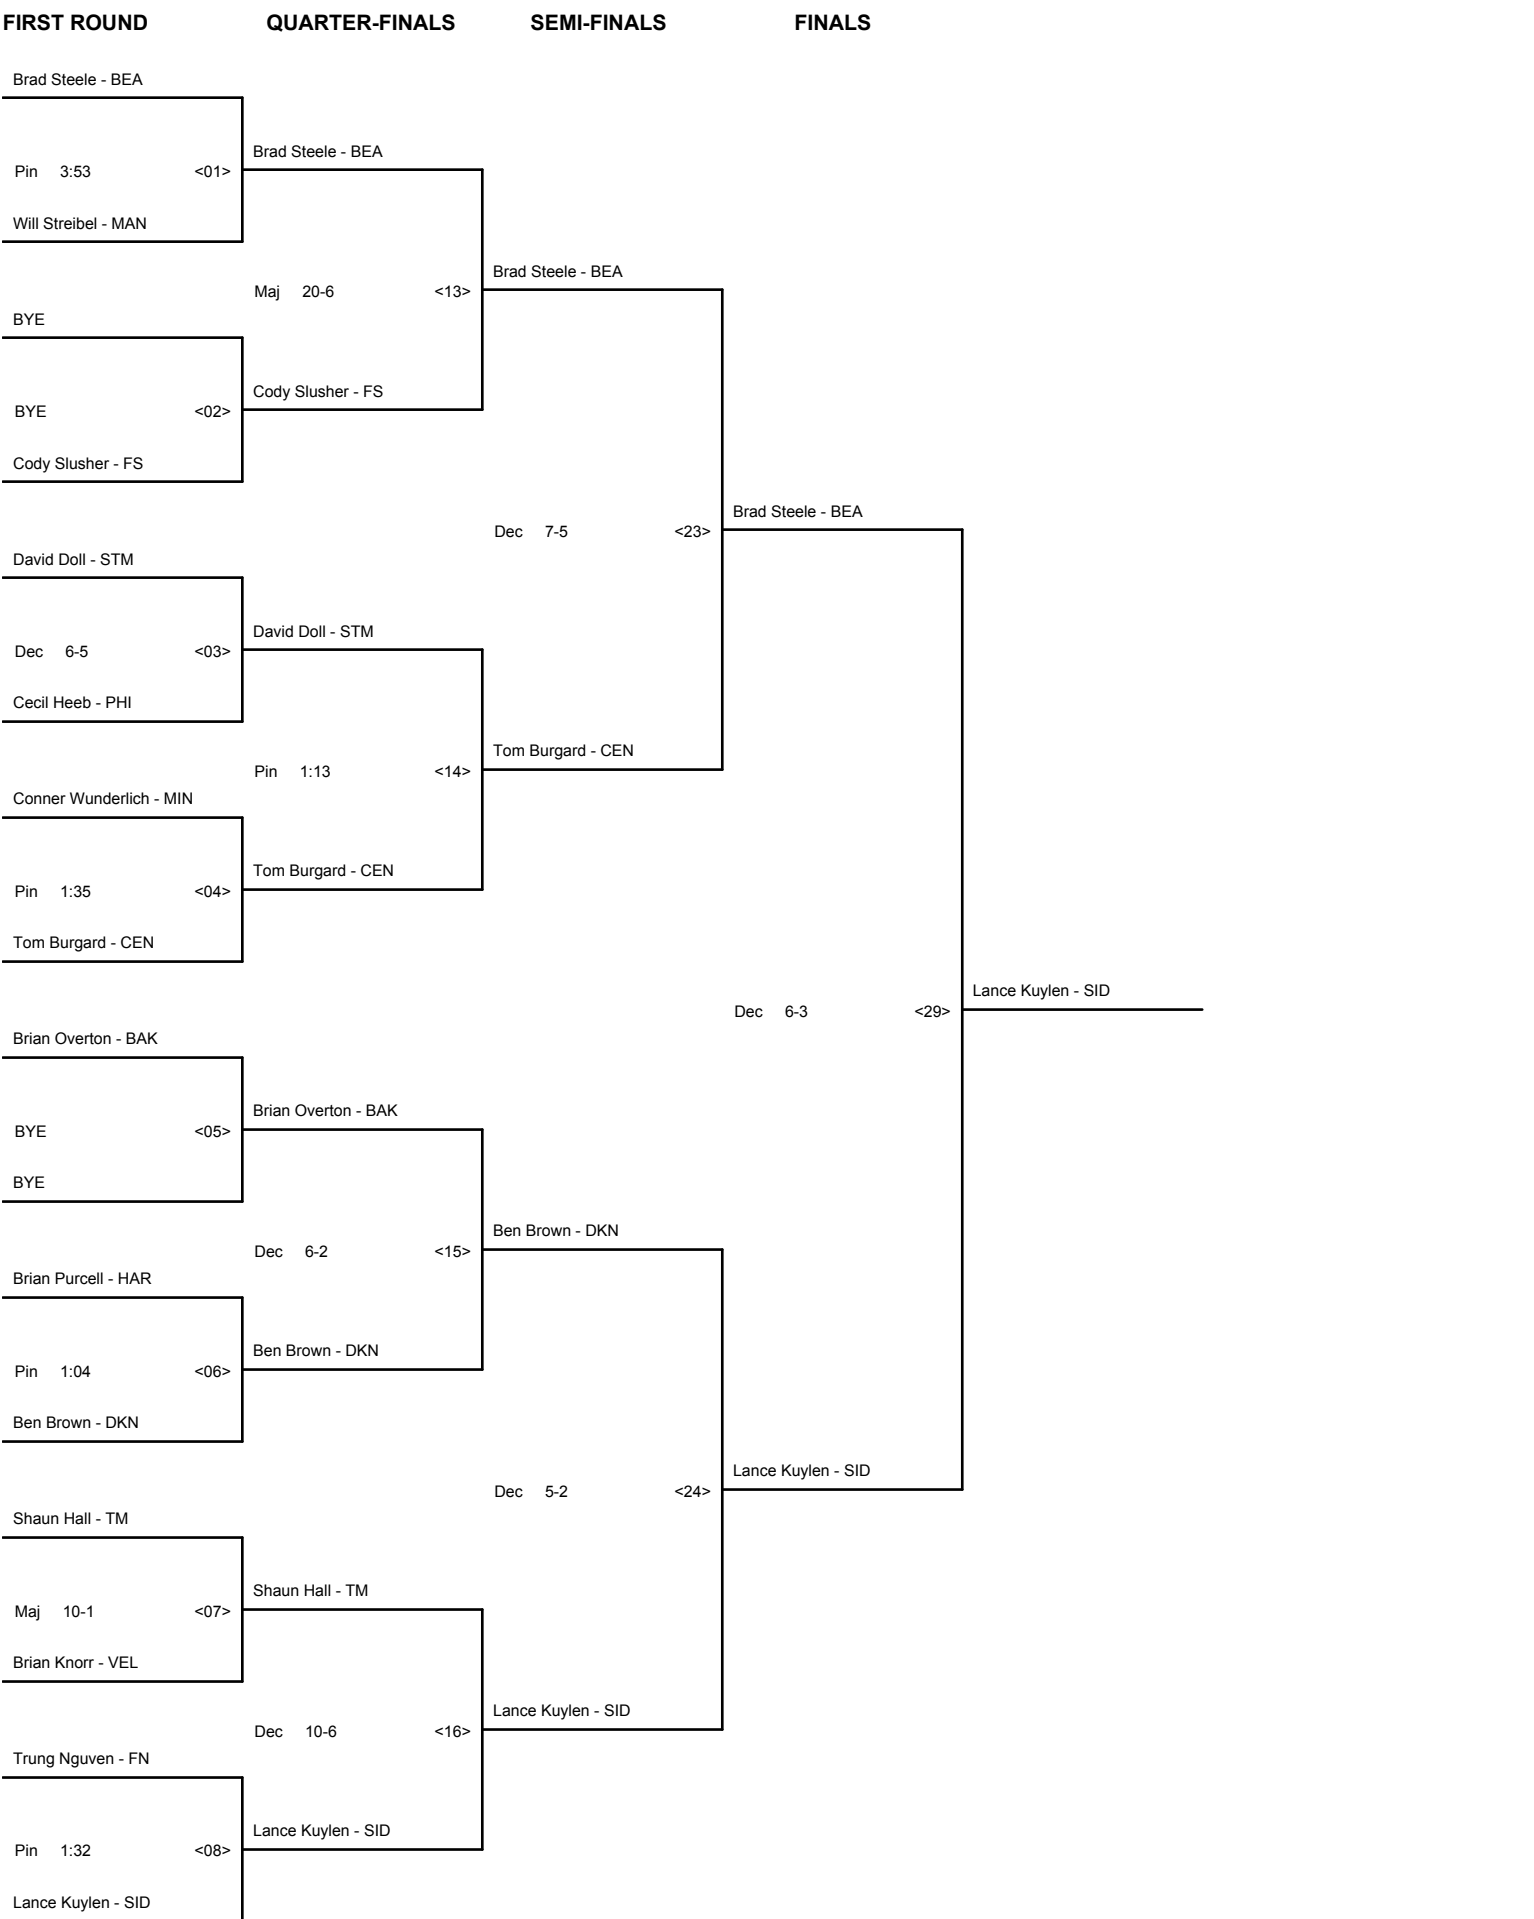 FIRST ROUND QUARTER-FINALS SEMI-FINALS FINALS
Brad Steele - BEA
Brad Steele - BEA
Pin 3:53 <01>
Will Streibel - MAN
Brad Steele - BEA
Maj 20-6 <13>
BYE
Cody Slusher - FS
BYE <02>
Cody Slusher - FS
Brad Steele - BEA
Dec 7-5 <23>
David Doll - STM
David Doll - STM
Dec 6-5 <03>
Cecil Heeb - PHI
Tom Burgard - CEN
Pin 1:13 <14>
Conner Wunderlich - MIN
Tom Burgard - CEN
Pin 1:35 <04>
Tom Burgard - CEN
Lance Kuylen - SID
Dec 6-3 <29>
Brian Overton - BAK
Brian Overton - BAK
BYE <05>
BYE
Ben Brown - DKN
Dec 6-2 <15>
Brian Purcell - HAR
Ben Brown - DKN
Pin 1:04 <06>
Ben Brown - DKN
Lance Kuylen - SID
Dec 5-2 <24>
Shaun Hall - TM
Shaun Hall - TM
Maj 10-1 <07>
Brian Knorr - VEL
Lance Kuylen - SID
Dec 10-6 <16>
Trung Nguven - FN
Lance Kuylen - SID
Pin 1:32 <08>
Lance Kuylen - SID